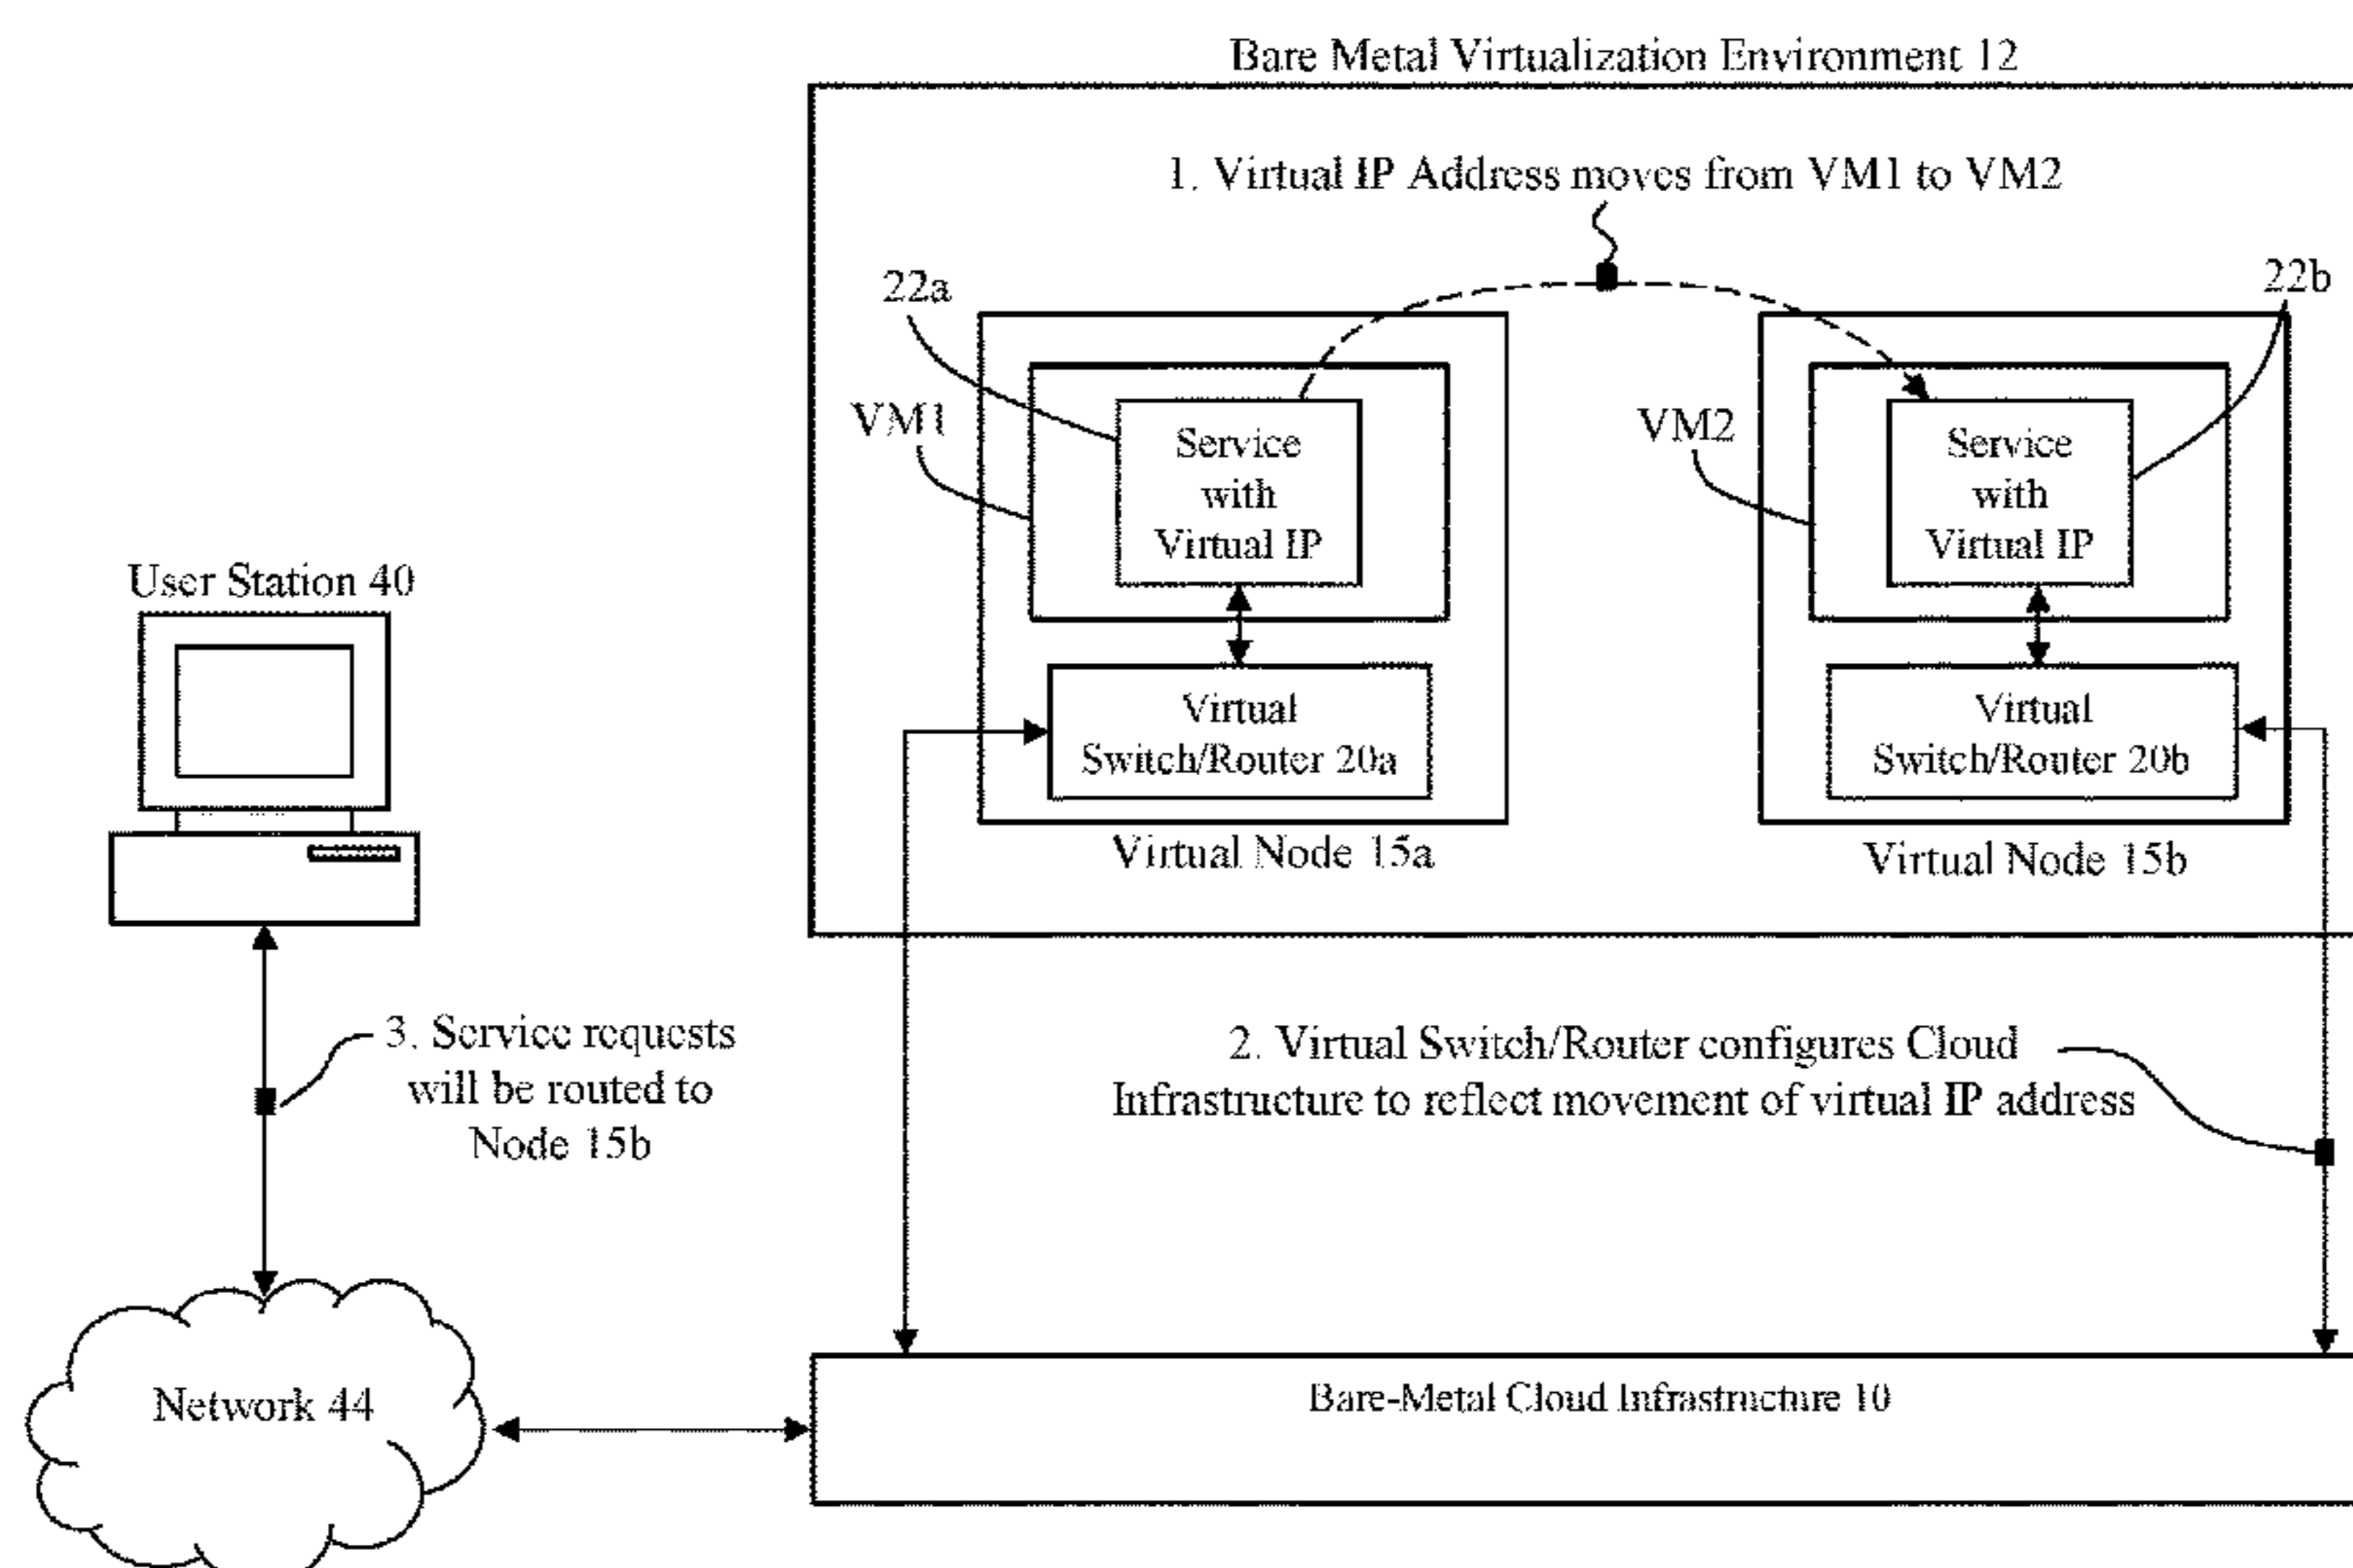 Bare Metal Virtualization Environment 12
1. Virtual IP Address moves from VM1 to VM2
22a
22b
VM1
Service
with
Virtual IP
VM2
Service
with
Virtual IP
User Station 40
Virtual
Switch/Router 20a
Virtual
Switch/Router 20b
Virtual Node 15a
Virtual Node 15b
3. Service requests
will be routed to
Node 15b
2. Virtual Switch/Router configures Cloud
Infrastructure to reflect movement of virtual IP address
Network 44
Bare-Metal Cloud Infrastructure 10